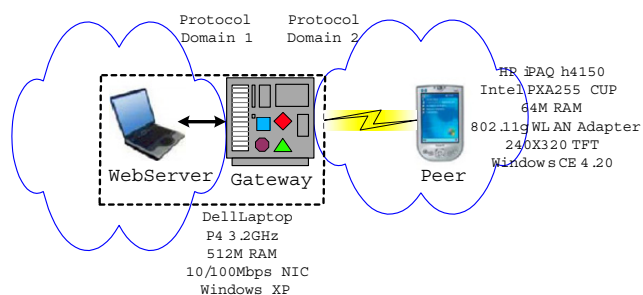 Protocol
Domain 1
Protocol
Domain 2
WebServer
Gateway
Peer
HP iPAQ h4150
Intel PXA255 CUP
64M RAM
802.11g WLAN Adapter
240X320 TFT
Windows CE 4.20
DellLaptop
P4 3.2GHz
512M RAM
10/100Mbps NIC
Windows XP